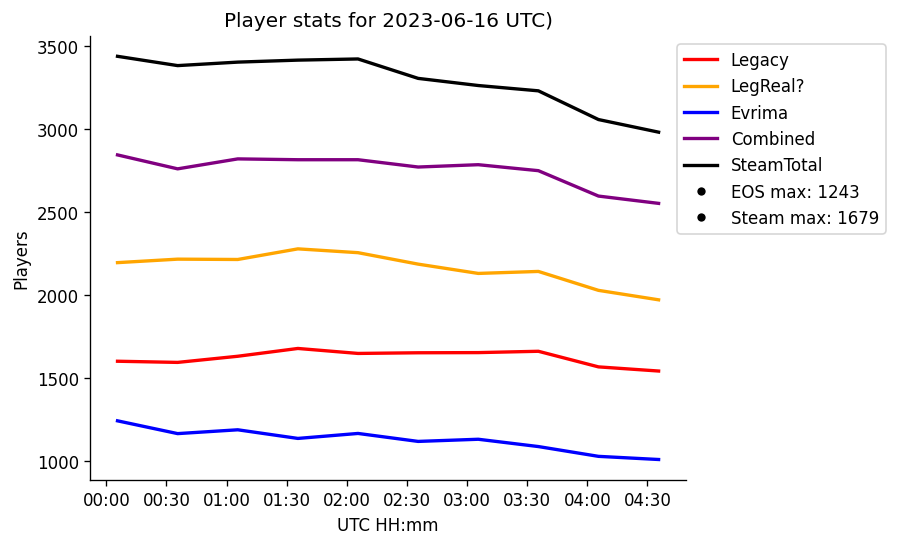 Player stats for 2023-06-16 UTC)
3500
3000
2500
2000
1500
1000
Players
00:00 00:30 01:00 01:30 02:00 02:30 03:00 03:30 04:00 04:30
UTC HH:mm
Legacy
LegReal?
Evrima
Combined
SteamTotal
EOS max: 1243
Steam max: 1679